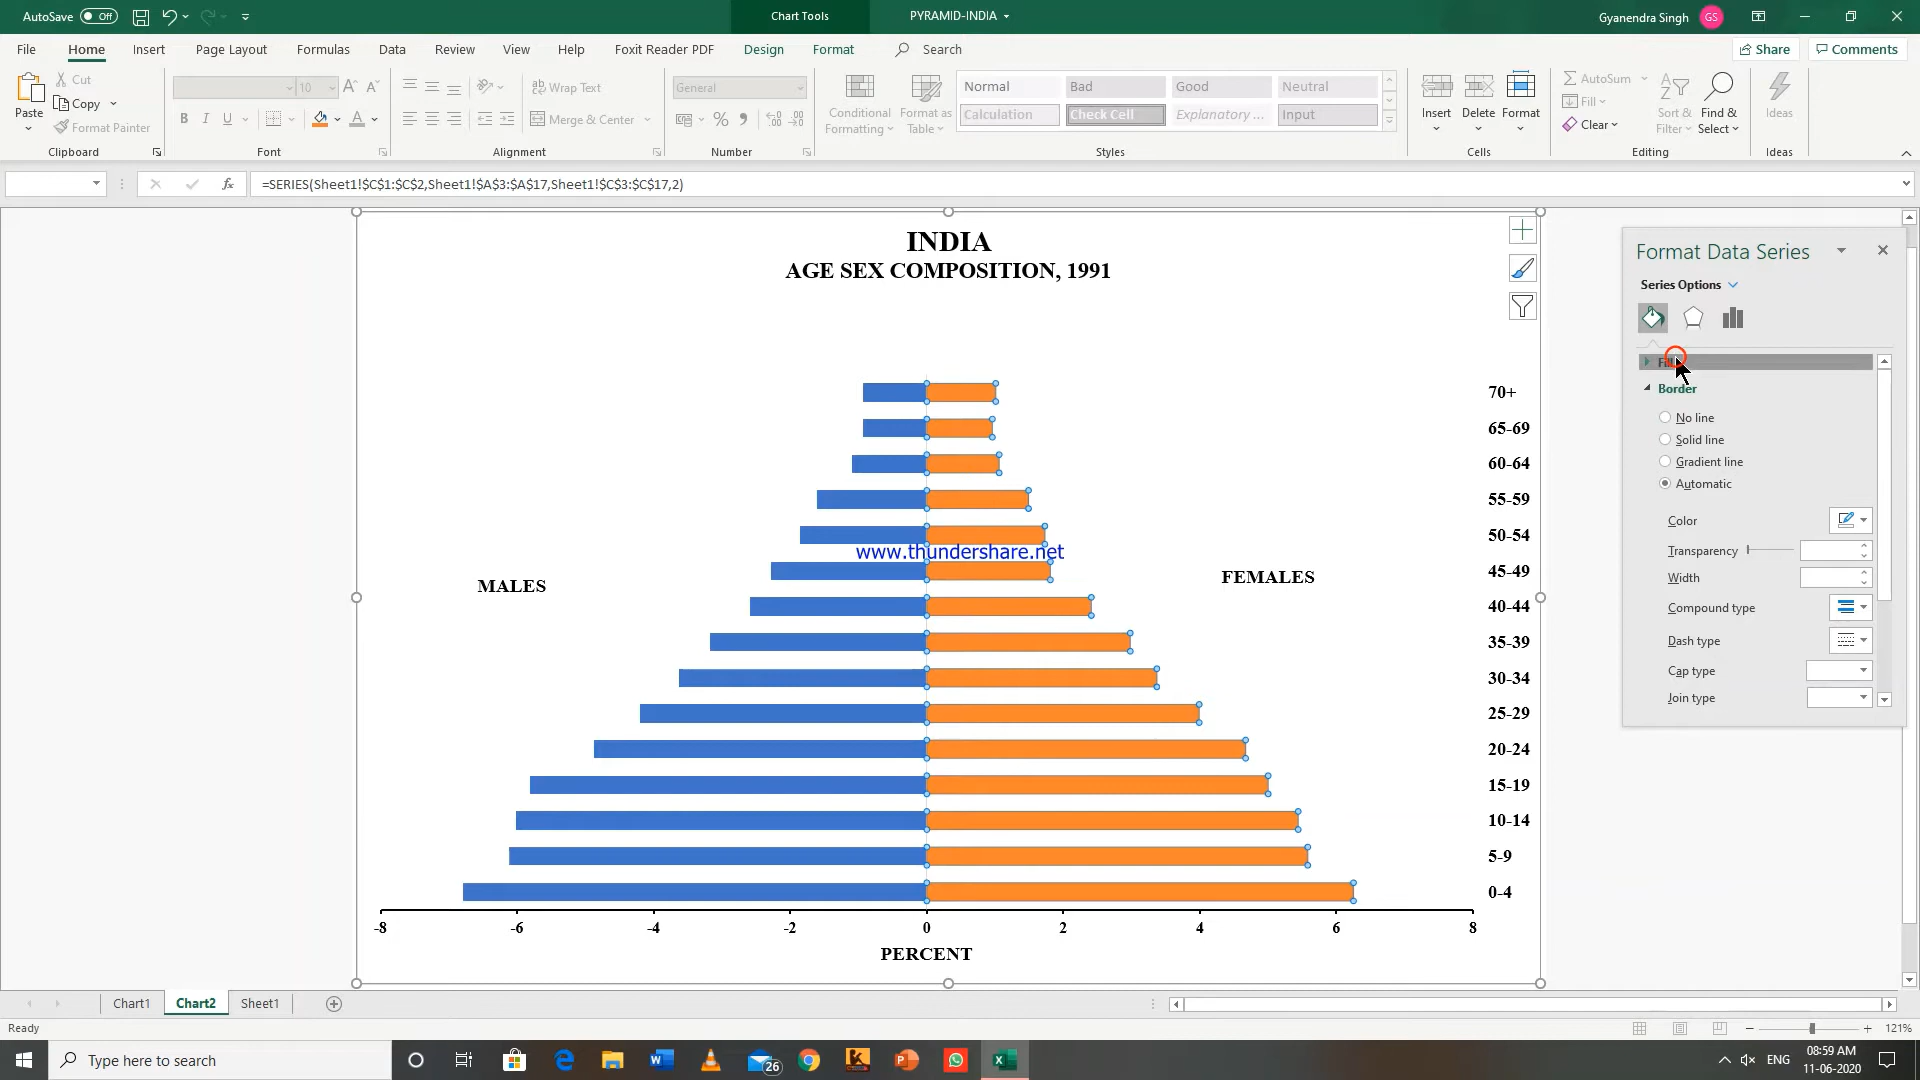 AutoSave Off
Chart Tools
PYRAMID-INDIA
Gyanendra Singh
GS
File Home Insert Page Layout Formulas Data Review View Help Foxit Reader PDF Design Format Search
Share Comments
Paste
Cut
Copy
Format Painter
Clipboard
10
Font
Wrap Text
Merge & Center
Alignment
General
Number
Conditional Formatting
Format as Table
Normal Bad Good Neutral
Calculation Check Cell Explanatory ... Input
Styles
Insert Delete Format
Cells
AutoSum
Fill
Clear
Sort & Filter
Find & Select
Editing
Ideas
Ideas
=SERIES(Sheet1!$C$1:$C$2,Sheet1!$A$3:$A$17,Sheet1!$C$3:$C$17,2)
INDIA
AGE SEX COMPOSITION, 1991
70+
65-69
60-64
55-59
50-54
www.thundershare.net
45-49
MALES
FEMALES
40-44
35-39
30-34
25-29
20-24
15-19
10-14
5-9
0-4
-8 -6 -4 -2 0 2 4 6 8
PERCENT
Format Data Series
Series Options
Border
No line
Solid line
Gradient line
Automatic
Color
Transparency
Width
Compound type
Dash type
Cap type
Join type
Chart1 Chart2 Sheet1
Ready
121%
Type here to search
26
ENG
08:59 AM
11-06-2020